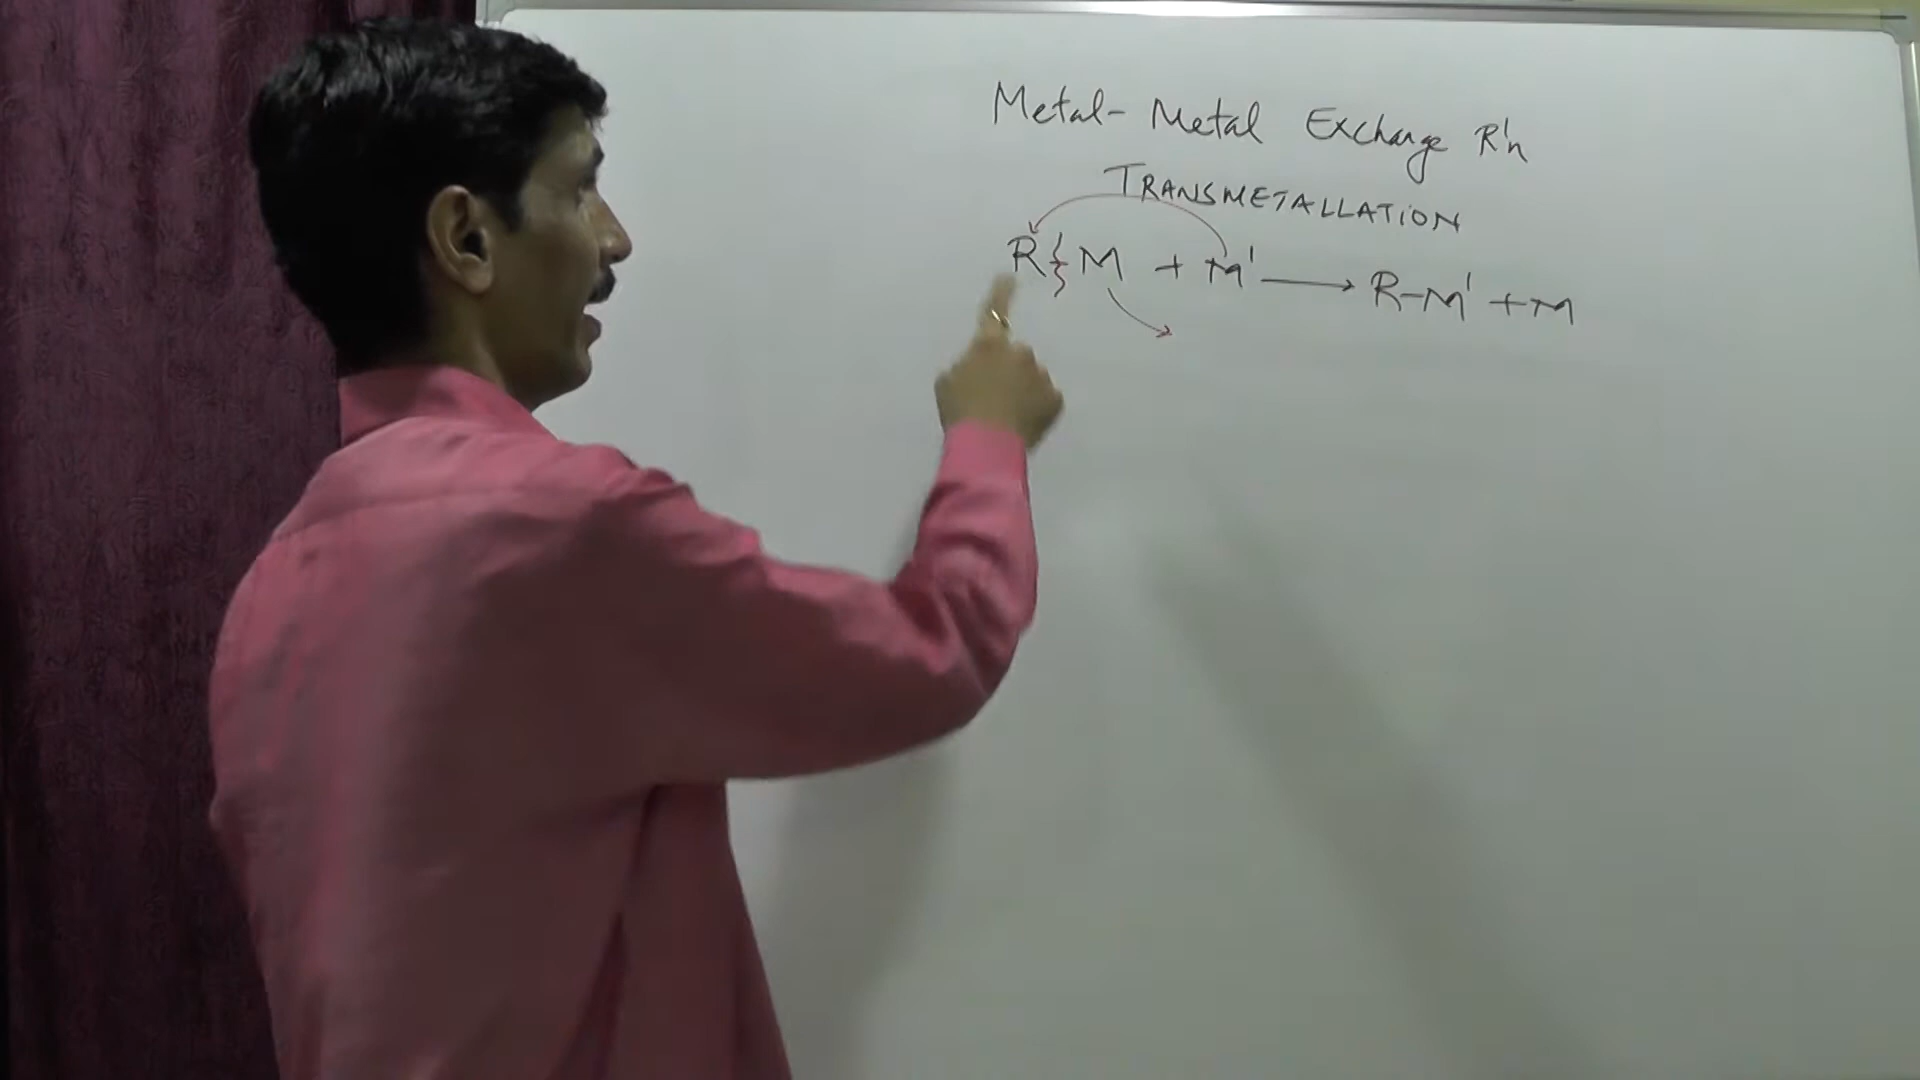 Metal-Metal Exchange R'n
TRANSMETALLATION
R-M + M' → R-M' + M